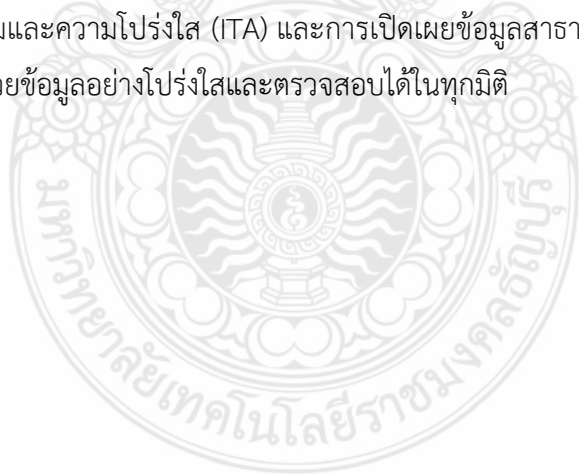 มและความโปร่งใส (ITA) และการเปิดเผยข้อมูลสาธา
วยข้อมูลอย่างโปร่งใสและตรวจสอบได้ในทุกมิติ
มหาวิทยาลัยเทคโนโลยีราชมงคลธัญบุรี